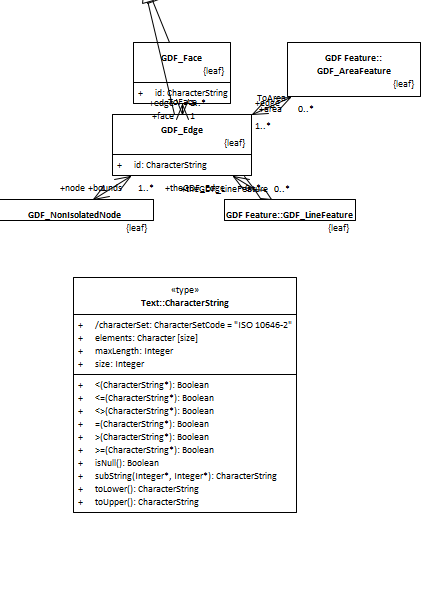 GDF_Face
{leaf}
+ id: CharacterString
GDF Feature::
GDF_AreaFeature
{leaf}
ToArea
+edge
+area 0..*
1..*
+face 1
GDF_Edge
{leaf}
+ id: CharacterString
+node +bounds 1..*
0..*
GDF_NonIsolatedNode
{leaf}
GDF Feature::GDF_LineFeature
{leaf}
«type»
Text::CharacterString
+ /characterSet: CharacterSetCode = "ISO 10646-2"
+ elements: Character [size]
+ maxLength: Integer
+ size: Integer
+ <(CharacterString*): Boolean
+ <=(CharacterString*): Boolean
+ <>(CharacterString*): Boolean
+ =(CharacterString*): Boolean
+ >(CharacterString*): Boolean
+ >=(CharacterString*): Boolean
+ isNull(): Boolean
+ subString(Integer*, Integer*): CharacterString
+ toLower(): CharacterString
+ toUpper(): CharacterString